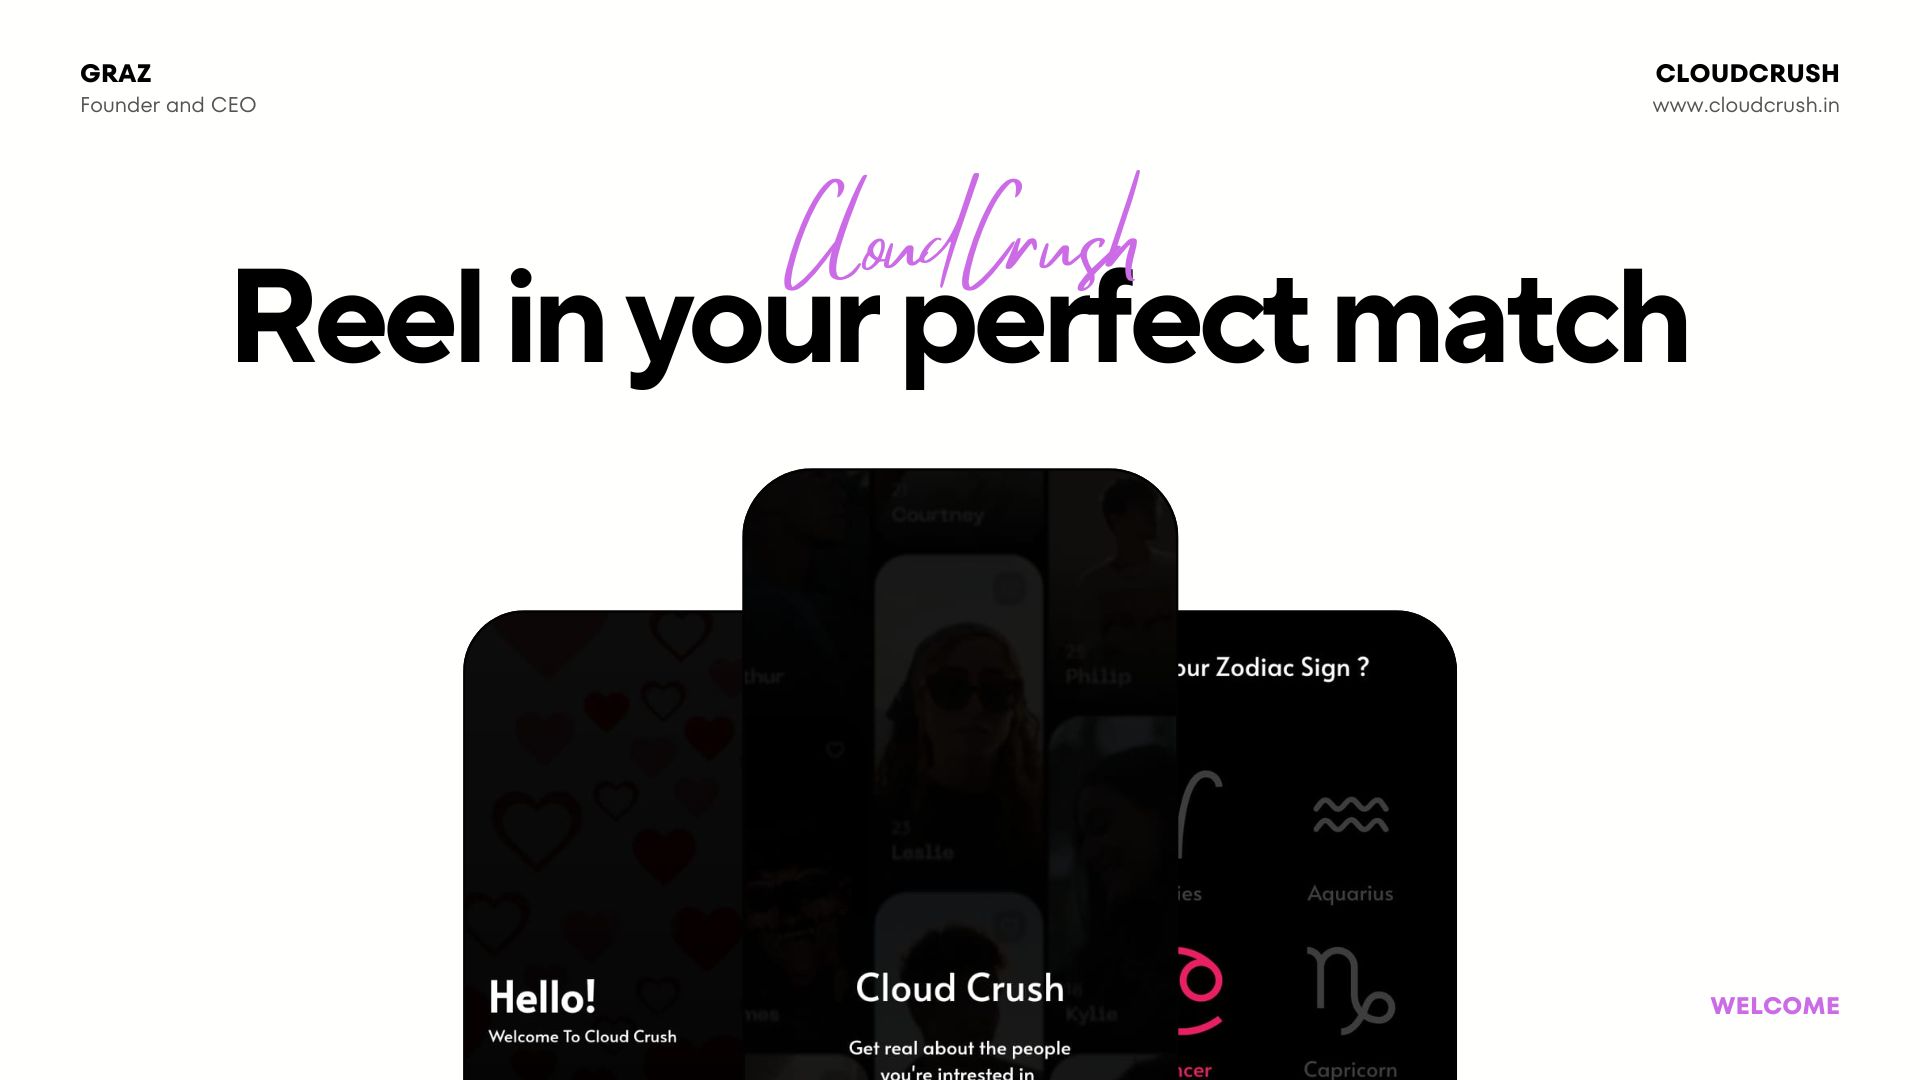 GRAZ
Founder and CEO
CLOUDCRUSH
www.cloudcrush.in
CloudCrush
Reel in your perfect match
21
Courtney
thur
25
Philip
23
Leslie
mes
18
Kylie
Hello!
Welcome To Cloud Crush
Cloud Crush
Get real about the people
you're intrested in
our Zodiac Sign ?
ies
Aquarius
ncer
Capricorn
WELCOME